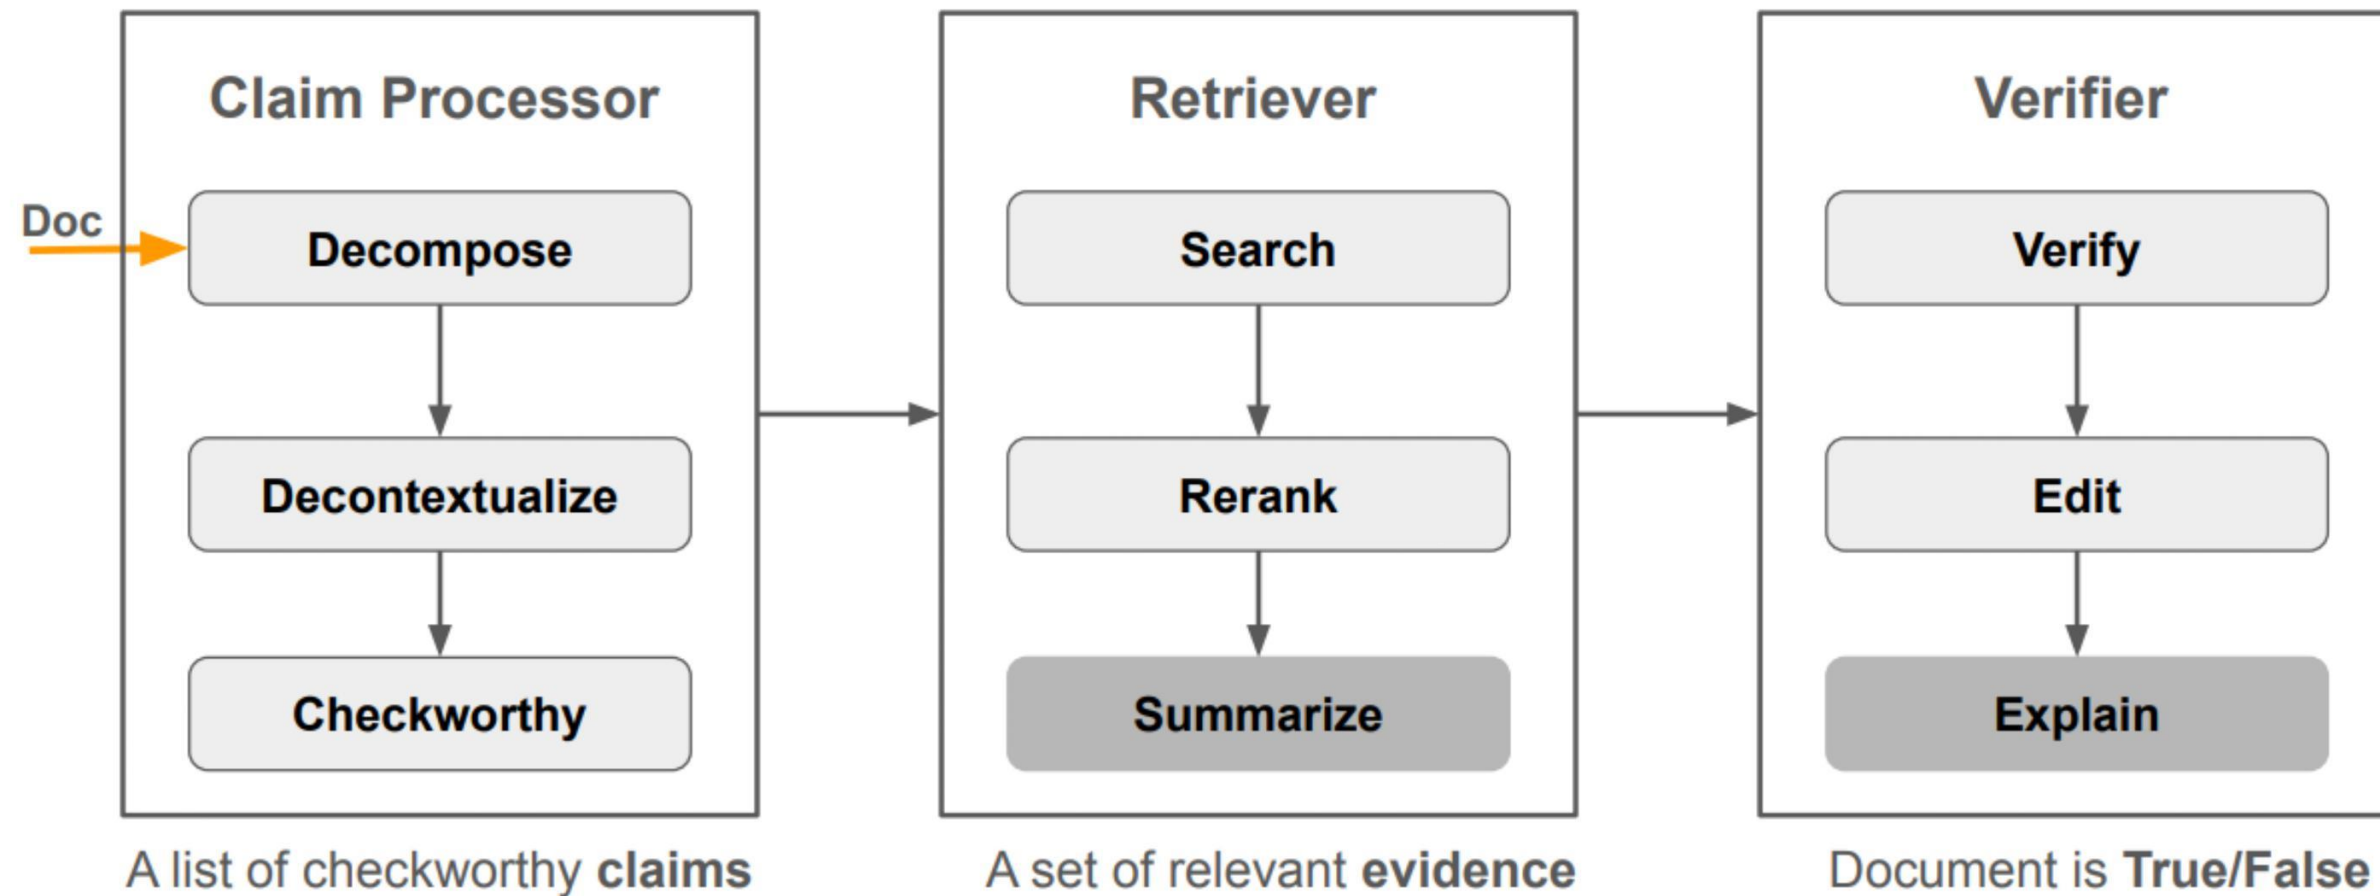 Claim Processor
Doc
Decompose
Decontextualize
Checkworthy
A list of checkworthy claims
Retriever
Search
Rerank
Summarize
A set of relevant evidence
Verifier
Verify
Edit
Explain
Document is True/False